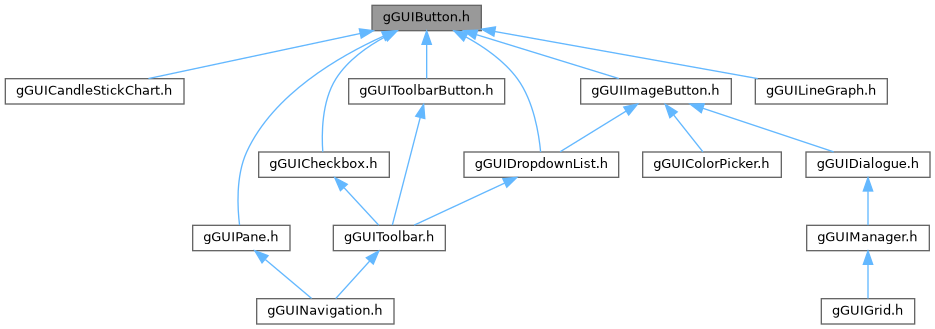 gGUIButton.h
gGUICandleStickChart.h
gGUIToolbarButton.h
gGUIImageButton.h
gGUILineGraph.h
gGUICheckbox.h
gGUIDropdownList.h
gGUIColorPicker.h
gGUIDialogue.h
gGUIPane.h
gGUIToolbar.h
gGUIManager.h
gGUINavigation.h
gGUIGrid.h